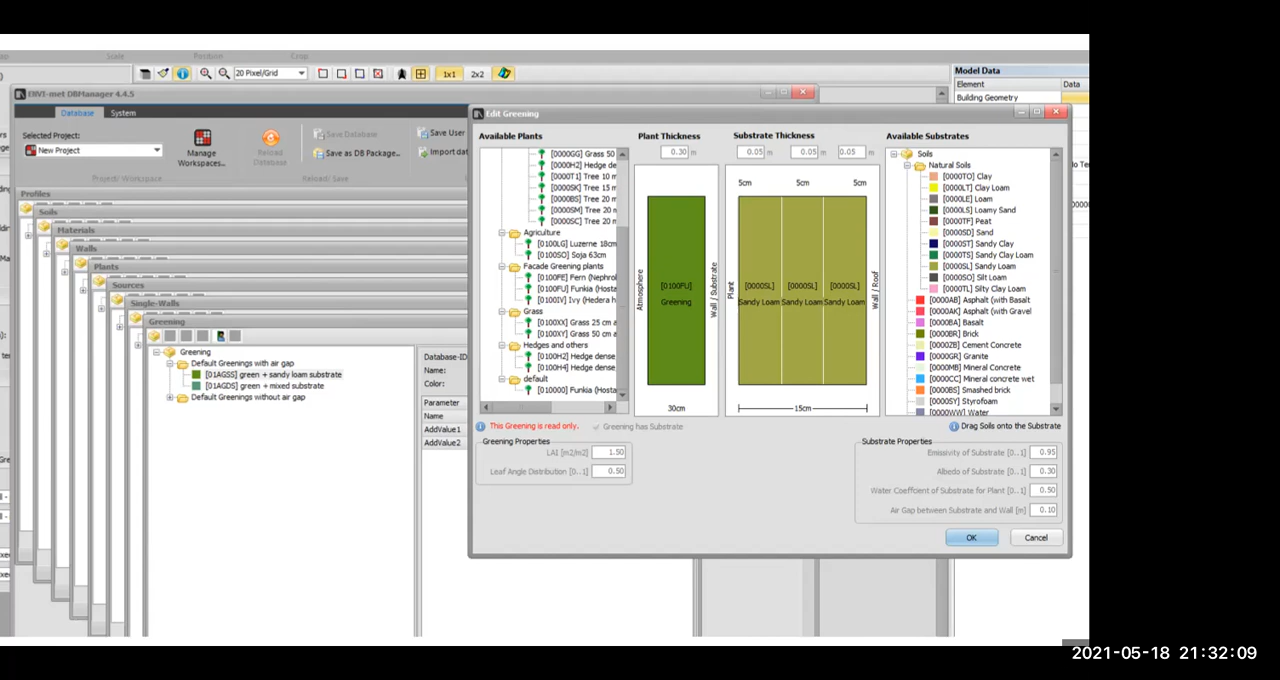 Scale
Position
Crop
20 Pixel/Grid
1x1
2x2
Model Data
Element
Data
Building Geometry
ENVI-met DBManager 4.4.5
Database
System
Selected Project:
New Project
Manage
Workspaces...
Reload
Database
Save Database
Save as DB Package...
Save User
Import dat
Project/ Workspace
Reload/ Save
Profiles
Soils
Materials
Walls
Plants
Sources
Single-Walls
Greening
Greening
Default Greenings with air gap
[01AGSS] green + sandy loam substrate
[01AGDS] green + mixed substrate
Default Greenings without air gap
Database-ID
Name:
Color:
Parameter
Name
AddValue1
AddValue2
Edit Greening
Available Plants
[0000GG] Grass 50
[0000H2] Hedge de
[0000T1] Tree 10 m
[0000SK] Tree 15 m
[0000BS] Tree 20 m
[0000SM] Tree 20 m
[0000SC] Tree 20 m
Agriculture
[0100LG] Luzerne 18cm
[0100SO] Soja 63cm
Facade Greening plants
[0100FE] Fern (Nephrol
[0100FU] Funkia (Hosta
[0100IV] Ivy (Hedera h
Grass
[0100XX] Grass 25 cm a
[0100XY] Grass 50 cm a
Hedges and others
[0100H2] Hedge dense,
[0100H4] Hedge dense,
default
[010000] Funkia (Hosta
Plant Thickness
0.30 m
Atmosphere
[0100FU]
Greening
Wall / Substrate
30cm
Substrate Thickness
0.05 m
0.05 m
0.05 m
5cm
5cm
5cm
Plant
[0000SL] [0000SL] [0000SL]
Sandy Loam Sandy Loam Sandy Loam
Wall / Roof
15cm
Available Substrates
Soils
Natural Soils
[0000TO] Clay
[0000LT] Clay Loam
[0000LE] Loam
[0000LS] Loamy Sand
[0000TF] Peat
[0000SD] Sand
[0000ST] Sandy Clay
[0000TS] Sandy Clay Loam
[0000SL] Sandy Loam
[0000SO] Silt Loam
[0000TL] Silty Clay Loam
[0000AB] Asphalt (with Basalt
[0000AK] Asphalt (with Gravel
[0000BA] Basalt
[0000BR] Brick
[0000ZB] Cement Concrete
[0000GR] Granite
[0000MB] Mineral Concrete
[0000CC] Mineral concrete wet
[0000BS] Smashed brick
[0000SY] Styrofoam
[0000WW] Water
This Greening is read only.
Greening has Substrate
Drag Soils onto the Substrate
Greening Properties
LAI [m2/m2] 1.50
Leaf Angle Distribution [0..1] 0.50
Substrate Properties
Emissivity of Substrate [0..1] 0.95
Albedo of Substrate [0..1] 0.30
Water Coeffcent of Substrate for Plant [0..1] 0.50
Air Gap between Substrate and Wall [m] 0.10
OK
Cancel
2021-05-18 21:32:09